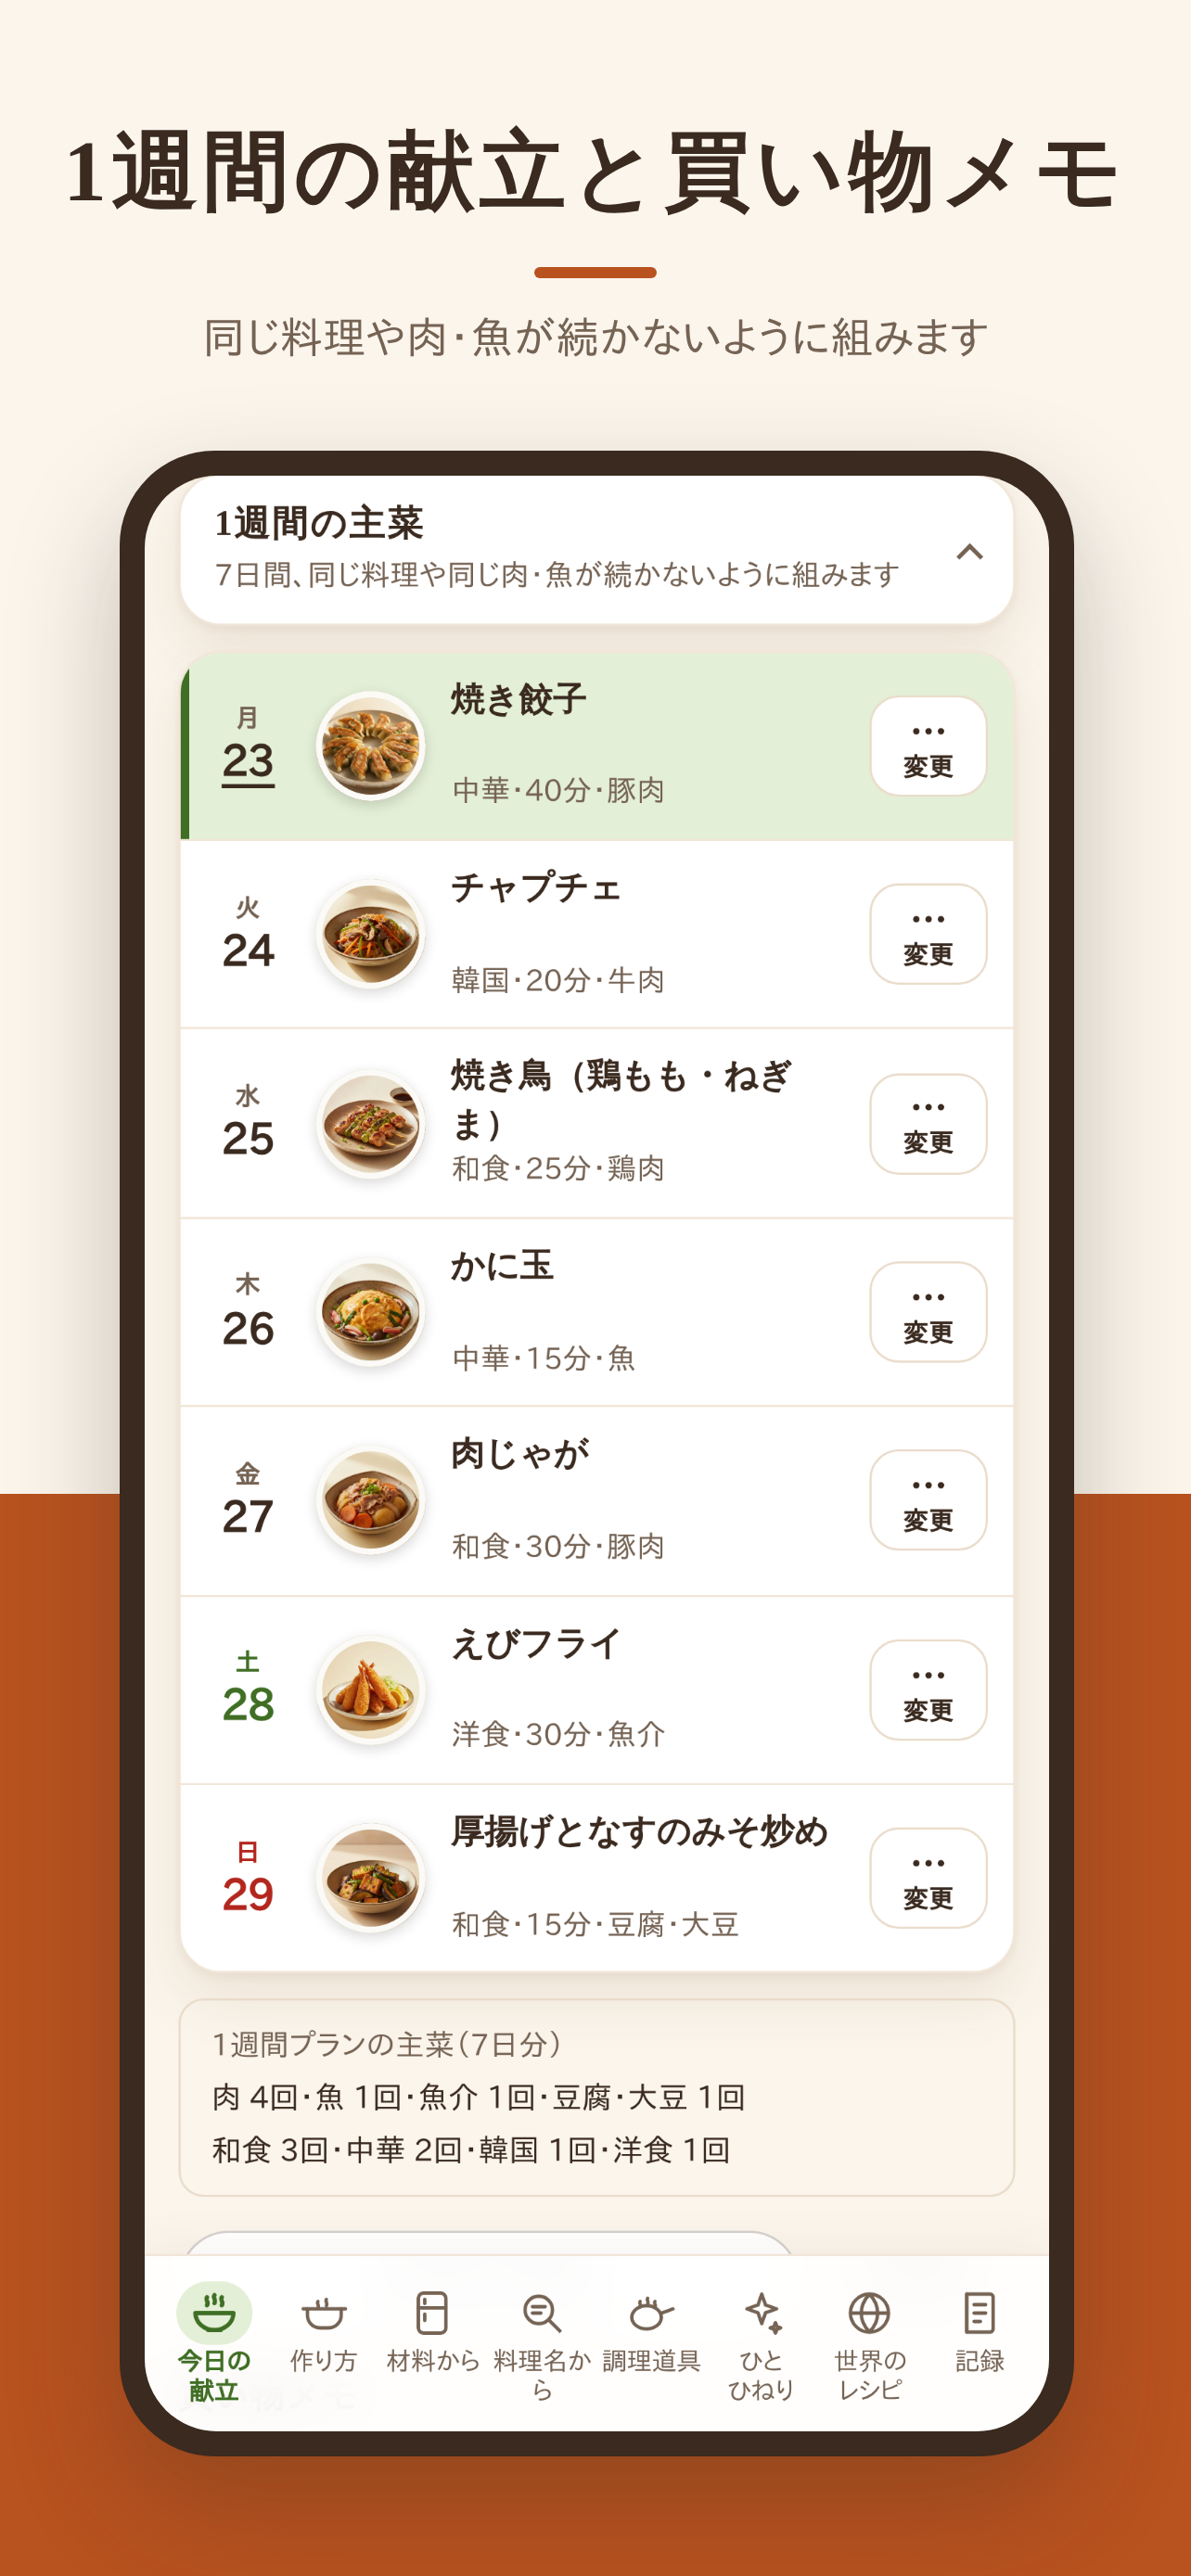 1週間の献立と買い物メモ
同じ料理や肉・魚が続かないように組みます
1週間の主菜
7日間、同じ料理や同じ肉・魚が続かないように組みます
月
23
焼き餃子
中華・40分・豚肉
…
変更
火
24
チャプチェ
韓国・20分・牛肉
…
変更
水
25
焼き鳥（鶏もも・ねぎ
ま）
和食・25分・鶏肉
…
変更
木
26
かに玉
中華・15分・魚
…
変更
金
27
肉じゃが
和食・30分・豚肉
…
変更
土
28
えびフライ
洋食・30分・魚介
…
変更
日
29
厚揚げとなすのみそ炒め
和食・15分・豆腐・大豆
…
変更
1週間プランの主菜（7日分）
肉 4回・魚 1回・魚介 1回・豆腐・大豆 1回
和食 3回・中華 2回・韓国 1回・洋食 1回
今日の
献立
作り方
材料から
料理名か
ら
調理道具
ひと
ひねり
世界の
レシピ
記録